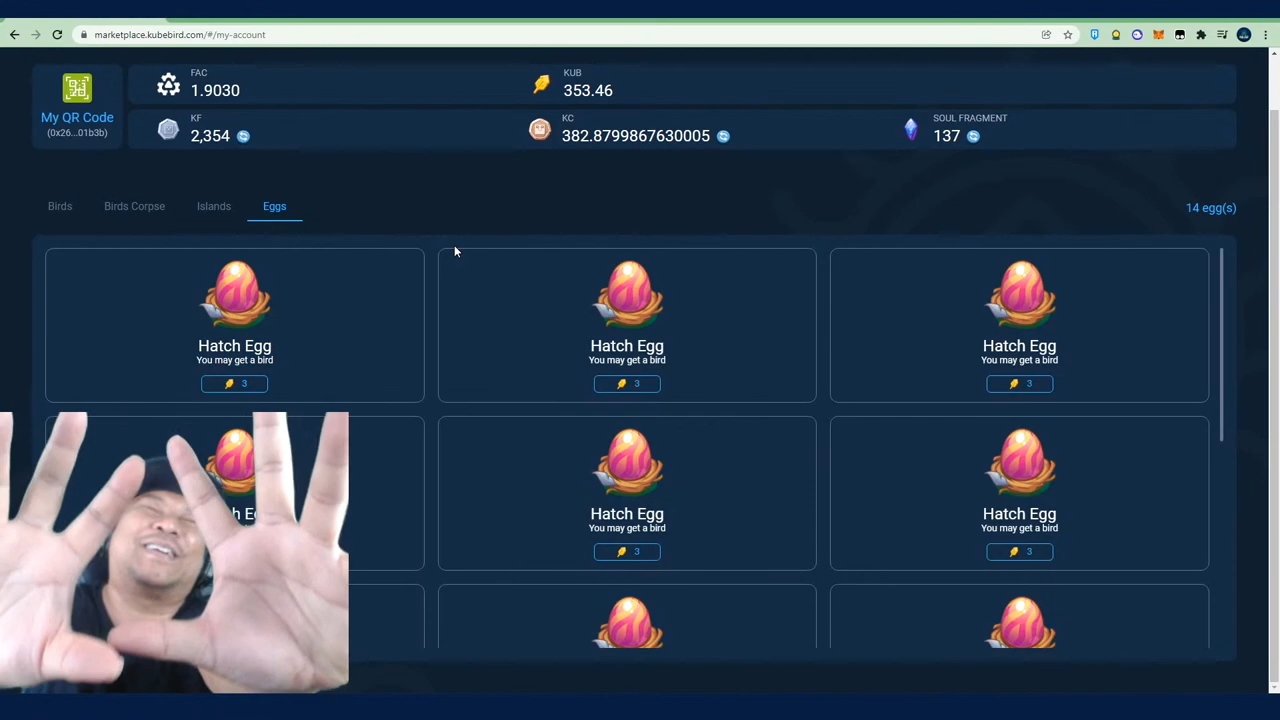 marketplace.kubebird.com/#/my-account
FAC
1.9030
KUB
353.46
My QR Code
(0x26...01b3b)
KF
2,354
KC
382.8799867630005
SOUL FRAGMENT
137
Birds
Birds Corpse
Islands
Eggs
14 egg(s)
Hatch Egg
You may get a bird
3
Hatch Egg
You may get a bird
3
Hatch Egg
You may get a bird
3
Hatch Egg
You may get a bird
3
Hatch Egg
You may get a bird
3